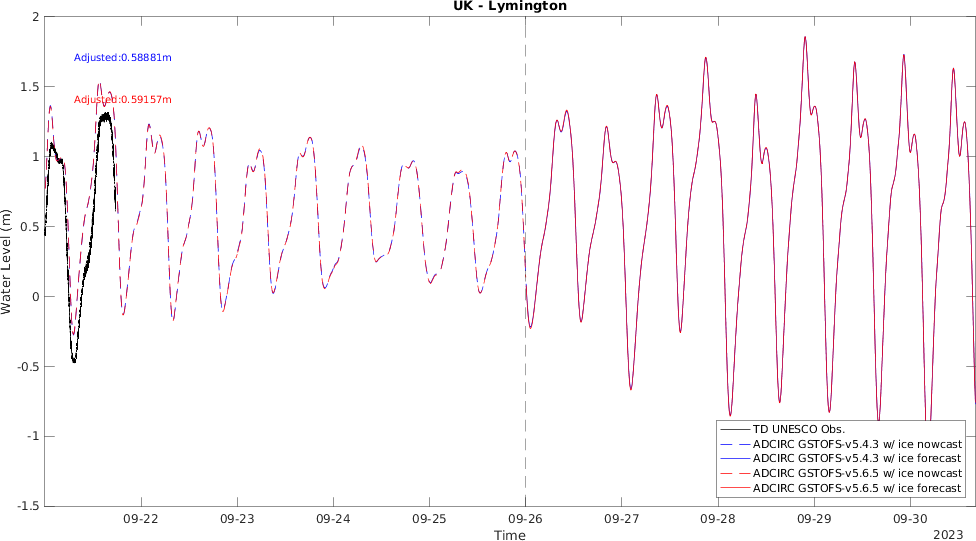 UK - Lymington
Adjusted:0.58881m
Adjusted:0.59157m
Water Level (m)
2
1.5
1
0.5
0
-0.5
-1
-1.5
TD UNESCO Obs.
ADCIRC GSTOFS-v5.4.3 w/ ice nowcast
ADCIRC GSTOFS-v5.4.3 w/ ice forecast
ADCIRC GSTOFS-v5.6.5 w/ ice nowcast
ADCIRC GSTOFS-v5.6.5 w/ ice forecast
09-22 09-23 09-24 09-25 09-26 09-27 09-28 09-29 09-30
Time
2023